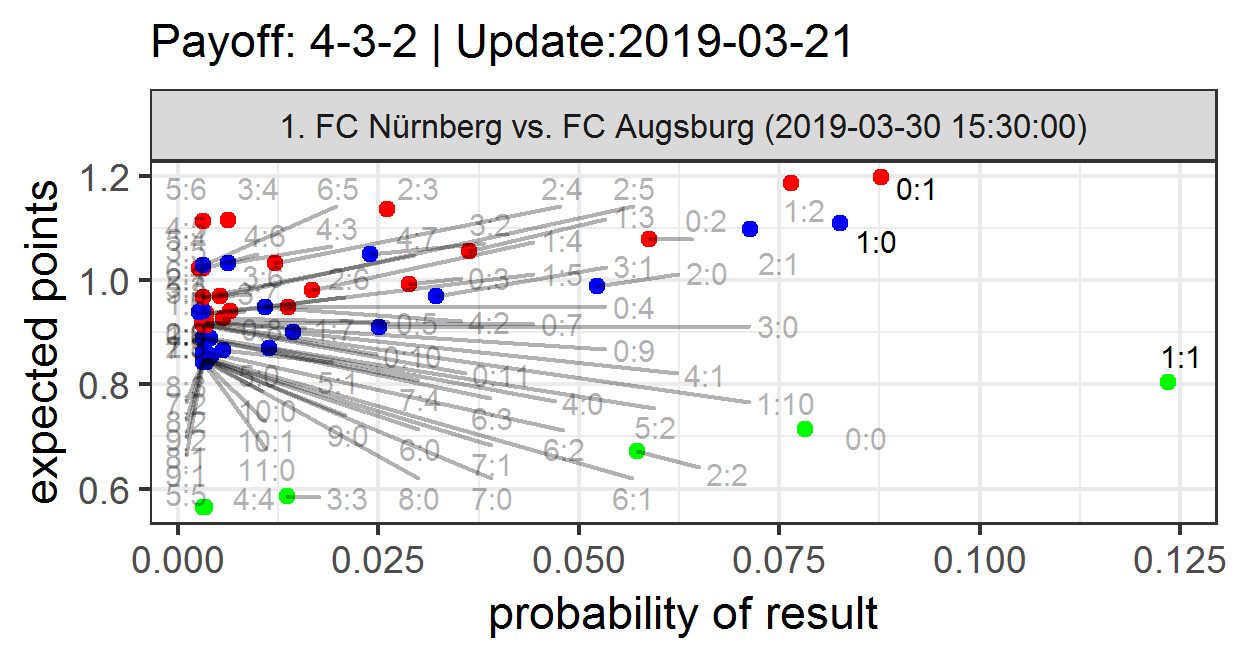 Payoff: 4-3-2 | Update:2019-03-21
1. FC Nürnberg vs. FC Augsburg (2019-03-30 15:30:00)
expected points
1.2
1.0
0.8
0.6
5:6 3:4 6:5 2:3 2:4 2:5 0:1
1:3 0:2 1:2
3:2
4:6 4:3 4:7 1:4 1:0
3:6 2:6 0:3 1:5 3:1 2:0 2:1
0:4
0:8 1:7 0:5 4:2 0:7 3:0
0:10 0:9 1:1
5:0 5:1 0:11 4:1
10:0 7:4 6:3 4:0 1:10
10:1 9:0 6:0 6:2 5:2 0:0
9:1 11:0 7:1 2:2
5:5 4:4 3:3 8:0 7:0 6:1
0.000 0.025 0.050 0.075 0.100 0.125
probability of result